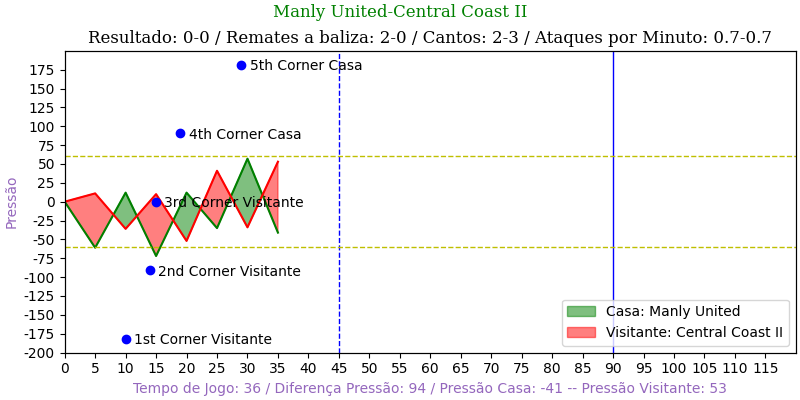 Manly United-Central Coast II
Resultado: 0-0 / Remates a baliza: 2-0 / Cantos: 2-3 / Ataques por Minuto: 0.7-0.7
Pressão
175
150
125
100
75
50
25
0
-25
-50
-75
-100
-125
-150
-175
-200
5th Corner Casa
4th Corner Casa
3rd Corner Visitante
2nd Corner Visitante
1st Corner Visitante
Casa: Manly United
Visitante: Central Coast II
0 5 10 15 20 25 30 35 40 45 50 55 60 65 70 75 80 85 90 95 100 105 110 115
Tempo de Jogo: 36 / Diferença Pressão: 94 / Pressão Casa: -41 -- Pressão Visitante: 53